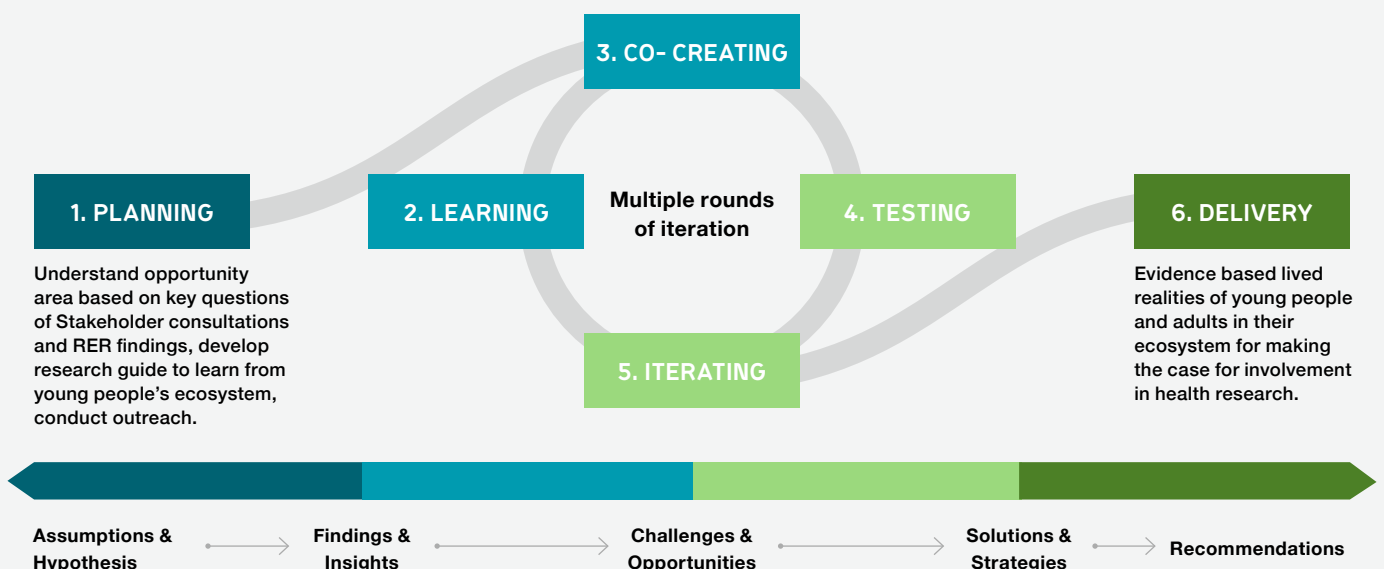 3. CO- CREATING
1. PLANNING
2. LEARNING
Multiple rounds
of iteration
4. TESTING
6. DELIVERY
Understand opportunity
area based on key questions
of Stakeholder consultations
and RER findings, develop
research guide to learn from
young people’s ecosystem,
conduct outreach.
5. ITERATING
Evidence based lived
realities of young people
and adults in their
ecosystem for making
the case for involvement
in health research.
Assumptions &
Hypothesis
Findings &
Insights
Challenges &
Opportunities
Solutions &
Strategies
Recommendations